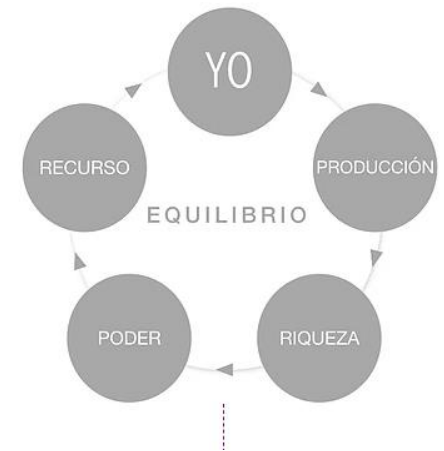 YO
RECURSO
PRODUCCIÓN
EQUILIBRIO
PODER
RIQUEZA